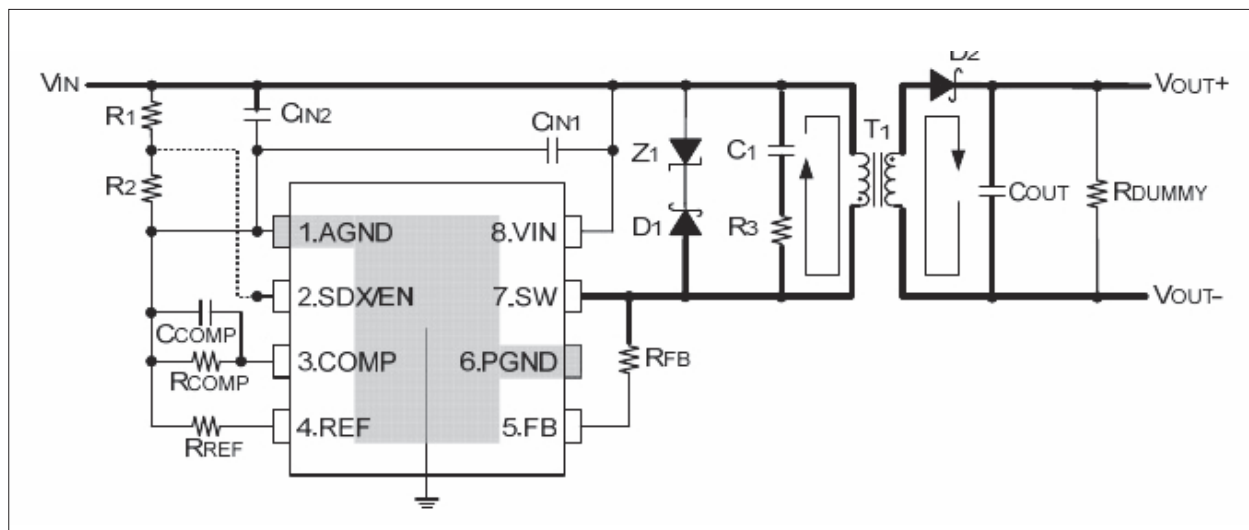 D2
VIN
VOUT+
R1
CIN2
CIN1
Z1
C1
T1
R2
COUT
RDUMMY
1.AGND
8.VIN
D1
R3
2.SDX/EN
7.SW
VOUT–
CCOMP
3.COMP
6.PGND
RFB
RCOMP
4.REF
5.FB
RREF